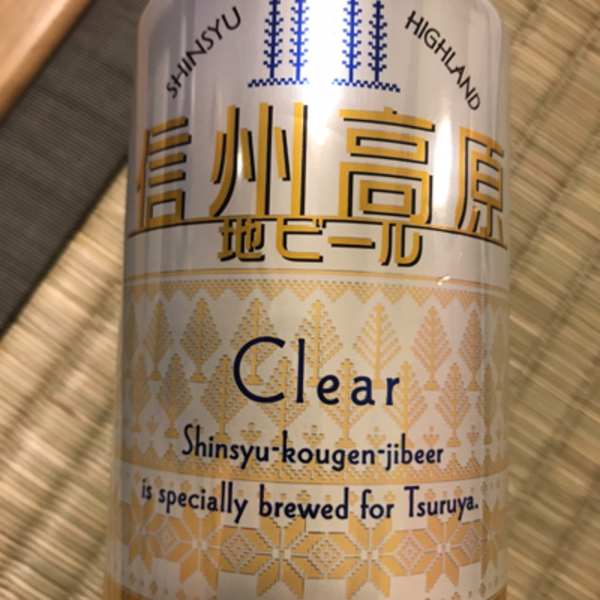 SHINSYU HIGHLAND
信州高原
地ビール
Clear
Shinsyu-kougen-jibeer
is specially brewed for Tsuruya.